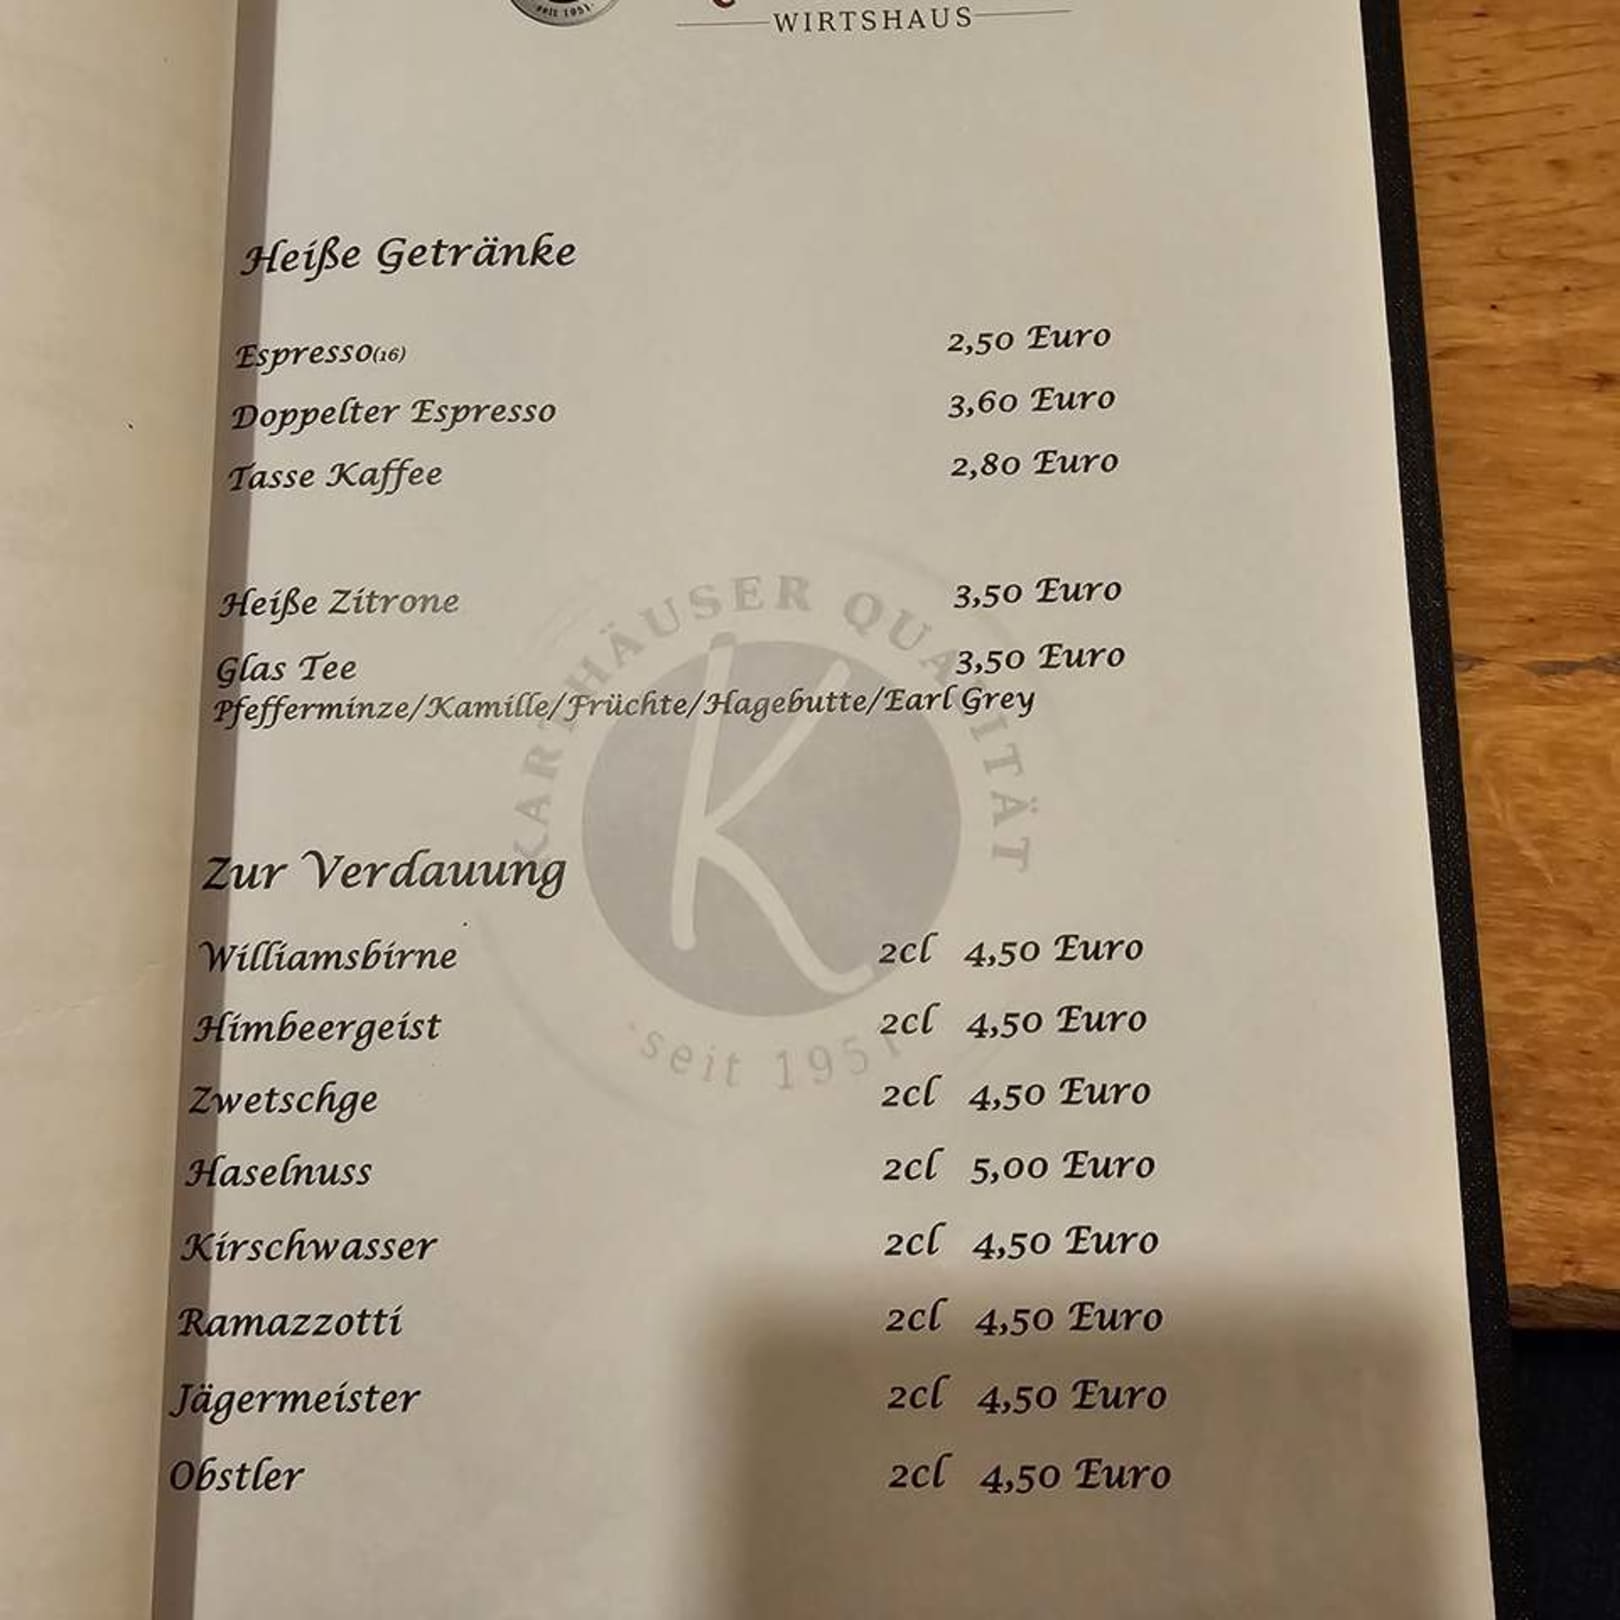 seit 1951
WIRTSHAUS
Heiße Getränke
Espresso(16) 2,50 Euro
Doppelter Espresso 3,60 Euro
Tasse Kaffee 2,80 Euro
Heiße Zitrone 3,50 Euro
Glas Tee 3,50 Euro
Pfefferminze/Kamille/Früchte/Hagebutte/Earl Grey
KARTHÄUSER QUALITÄT
K
Zur Verdauung
Williamsbirne 2cl 4,50 Euro
Himbeergeist 2cl 4,50 Euro
·seit 1951
Zwetschge 2cl 4,50 Euro
Haselnuss 2cl 5,00 Euro
Kirschwasser 2cl 4,50 Euro
Ramazzotti 2cl 4,50 Euro
Jägermeister 2cl 4,50 Euro
Obstler 2cl 4,50 Euro